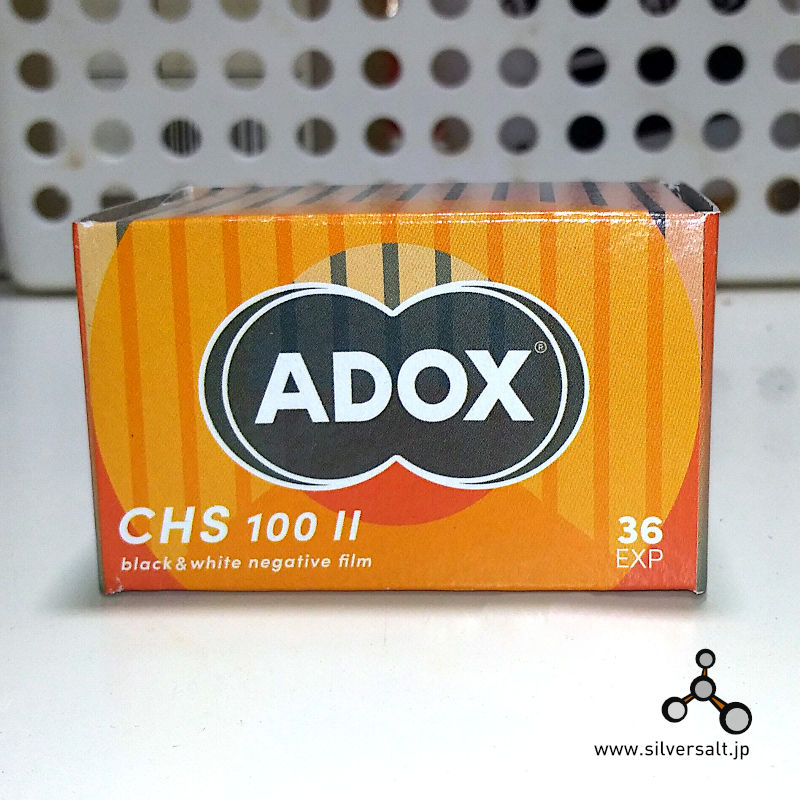 ADOX®
CHS 100 II
black & white negative film
36
EXP
www.silversalt.jp